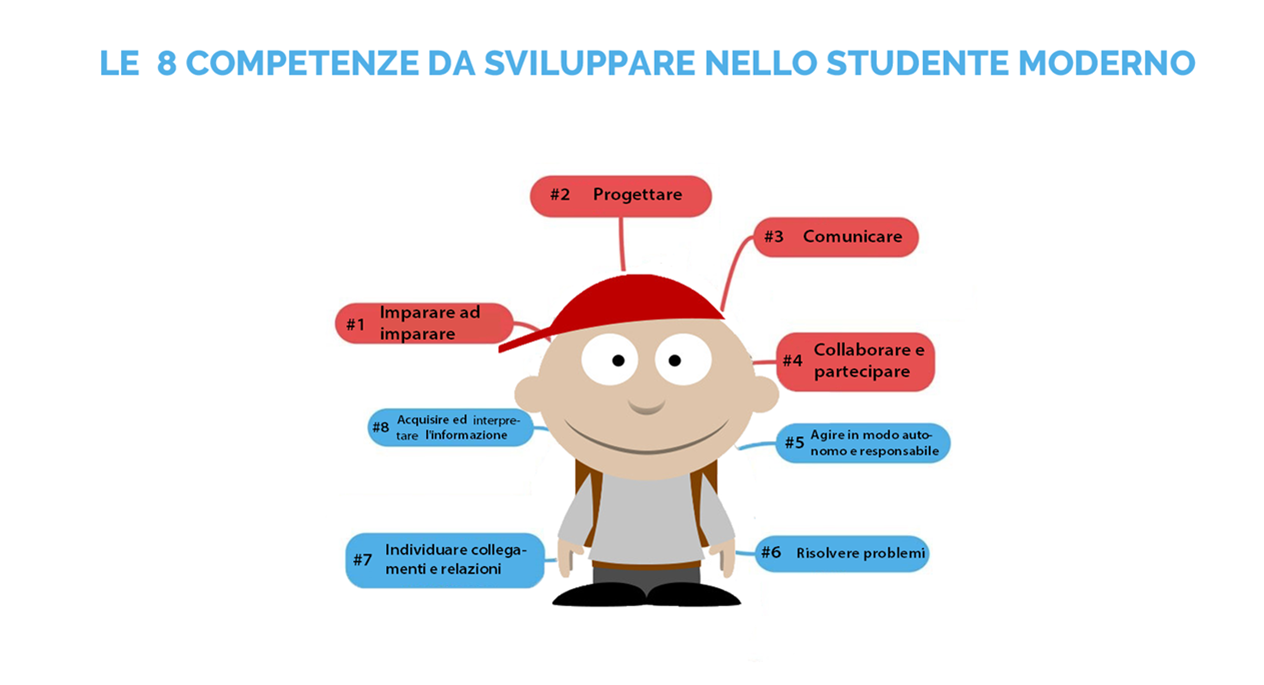 LE 8 COMPETENZE DA SVILUPPARE NELLO STUDENTE MODERNO
#1 Imparare ad
imparare
#2 Progettare
#3 Comunicare
#4 Collaborare e
partecipare
#5 Agire in modo auto-
nomo e responsabile
#6 Risolvere problemi
#7 Individuare collega-
menti e relazioni
#8 Acquisire ed interpre-
tare l'informazione